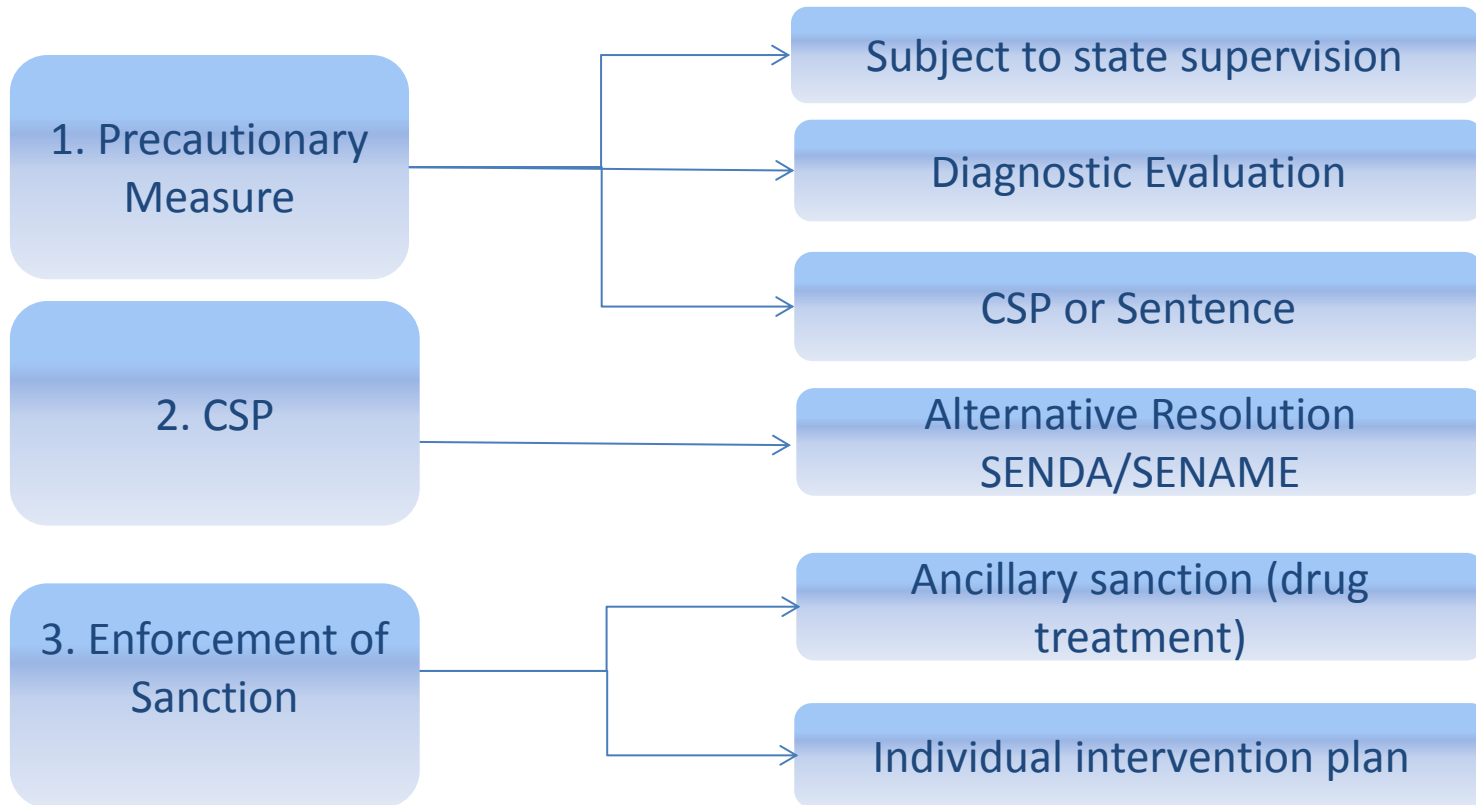 1. Precautionary
Measure
Subject to state supervision
Diagnostic Evaluation
CSP or Sentence
2. CSP
Alternative Resolution
SENDA/SENAME
3. Enforcement of
Sanction
Ancillary sanction (drug
treatment)
Individual intervention plan